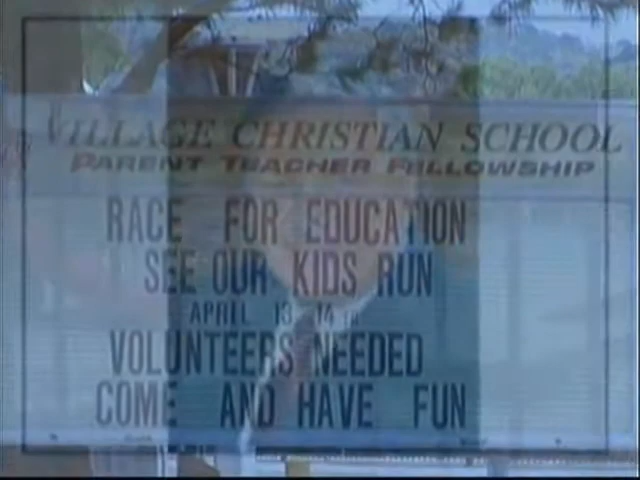 VILLAGE CHRISTIAN SCHOOL
PARENT TEACHER FELLOWSHIP
RACE FOR EDUCATION
SEE OUR KIDS RUN
APRIL 13 14 TH
VOLUNTEERS NEEDED
COME AND HAVE FUN